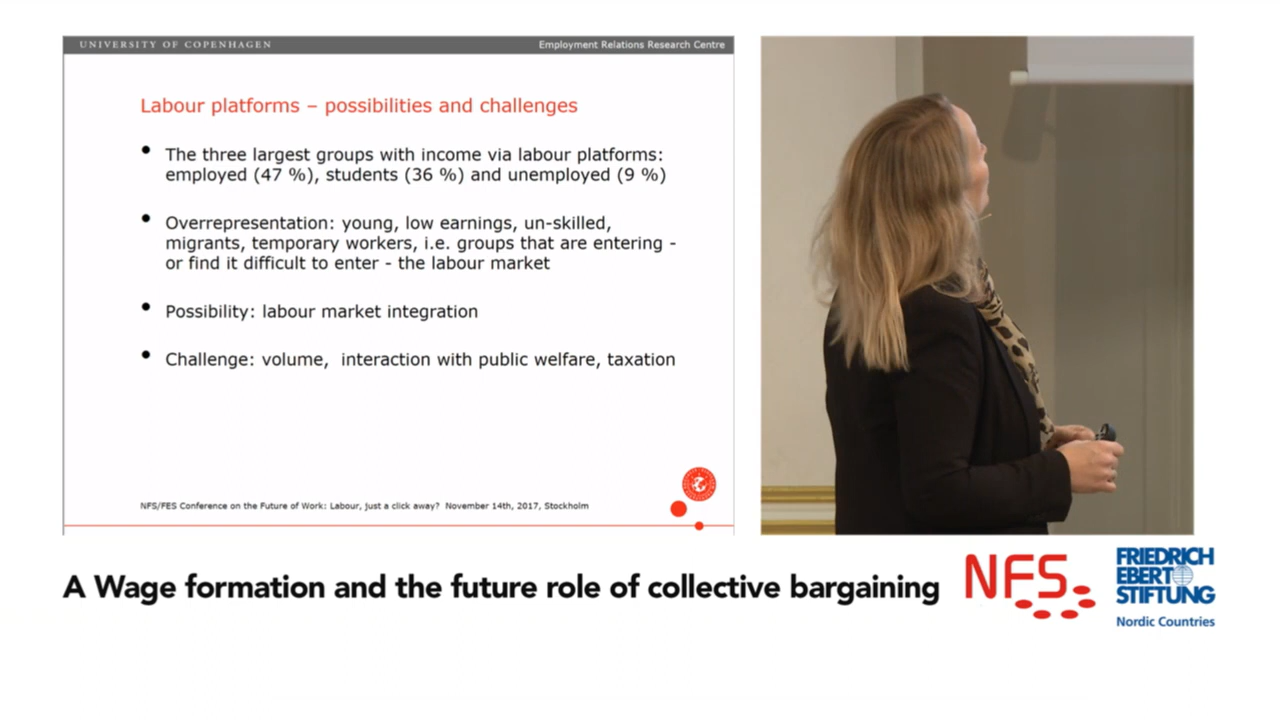 UNIVERSITY OF COPENHAGEN
Employment Relations Research Centre
Labour platforms – possibilities and challenges
• The three largest groups with income via labour platforms:
employed (47 %), students (36 %) and unemployed (9 %)
• Overrepresentation: young, low earnings, un-skilled,
migrants, temporary workers, i.e. groups that are entering -
or find it difficult to enter - the labour market
• Possibility: labour market integration
• Challenge: volume,  interaction with public welfare, taxation
NFS/FES Conference on the Future of Work: Labour, just a click away?  November 14th, 2017, Stockholm
A Wage formation and the future role of collective bargaining
NFS
FRIEDRICH
EBERT
STIFTUNG
Nordic Countries